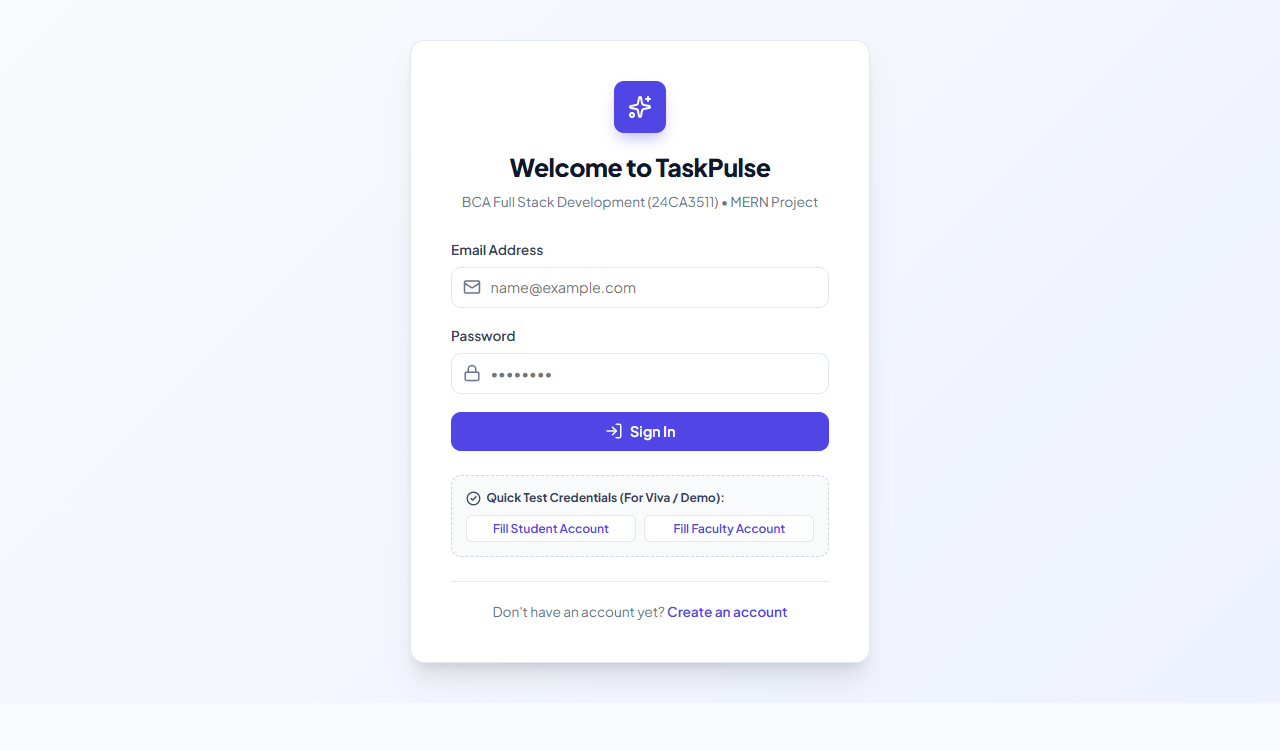 Welcome to TaskPulse
BCA Full Stack Development (24CA3511) • MERN Project
Email Address
name@example.com
Password
••••••••
Sign In
Quick Test Credentials (For Viva / Demo):
Fill Student Account
Fill Faculty Account
Don't have an account yet? Create an account